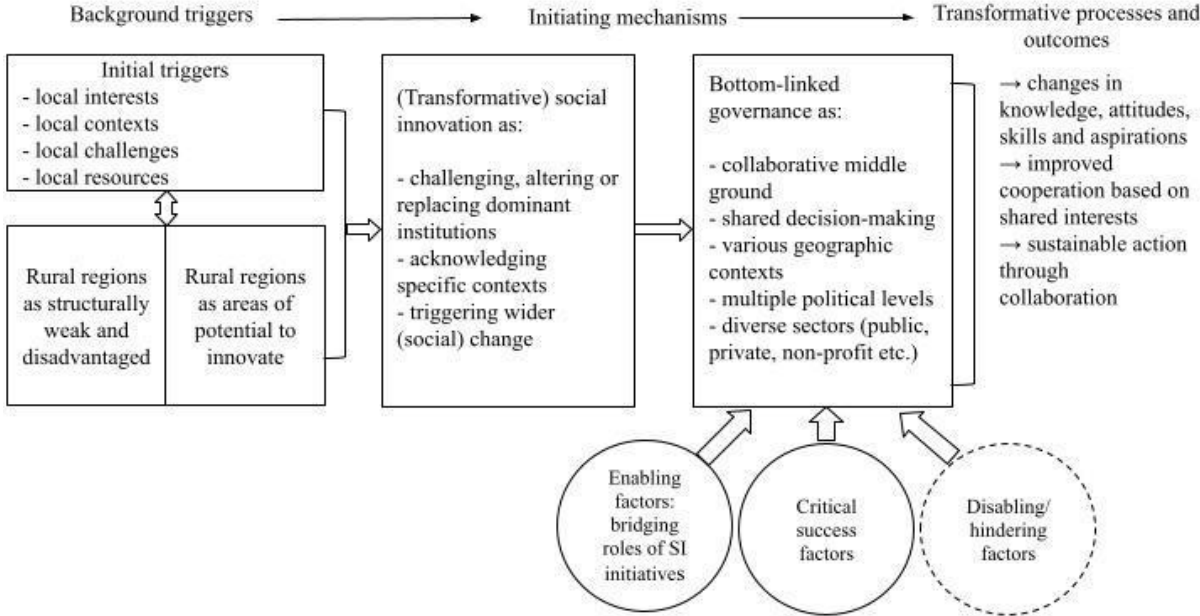 Background triggers
Initiating mechanisms
Transformative processes and
outcomes
Initial triggers
- local interests
- local contexts
- local challenges
- local resources
Rural regions
as structurally
weak and
disadvantaged
Rural regions
as areas of
potential to
innovate
(Transformative) social
innovation as:
- challenging, altering or
replacing dominant
institutions
- acknowledging
specific contexts
- triggering wider
(social) change
Bottom-linked
governance as:
- collaborative middle
ground
- shared decision-making
- various geographic
contexts
- multiple political levels
- diverse sectors (public,
private, non-profit etc.)
→ changes in
knowledge, attitudes,
skills and aspirations
→ improved
cooperation based on
shared interests
→ sustainable action
through
collaboration
Enabling
factors:
bridging
roles of SI
initiatives
Critical
success
factors
Disabling/
hindering
factors